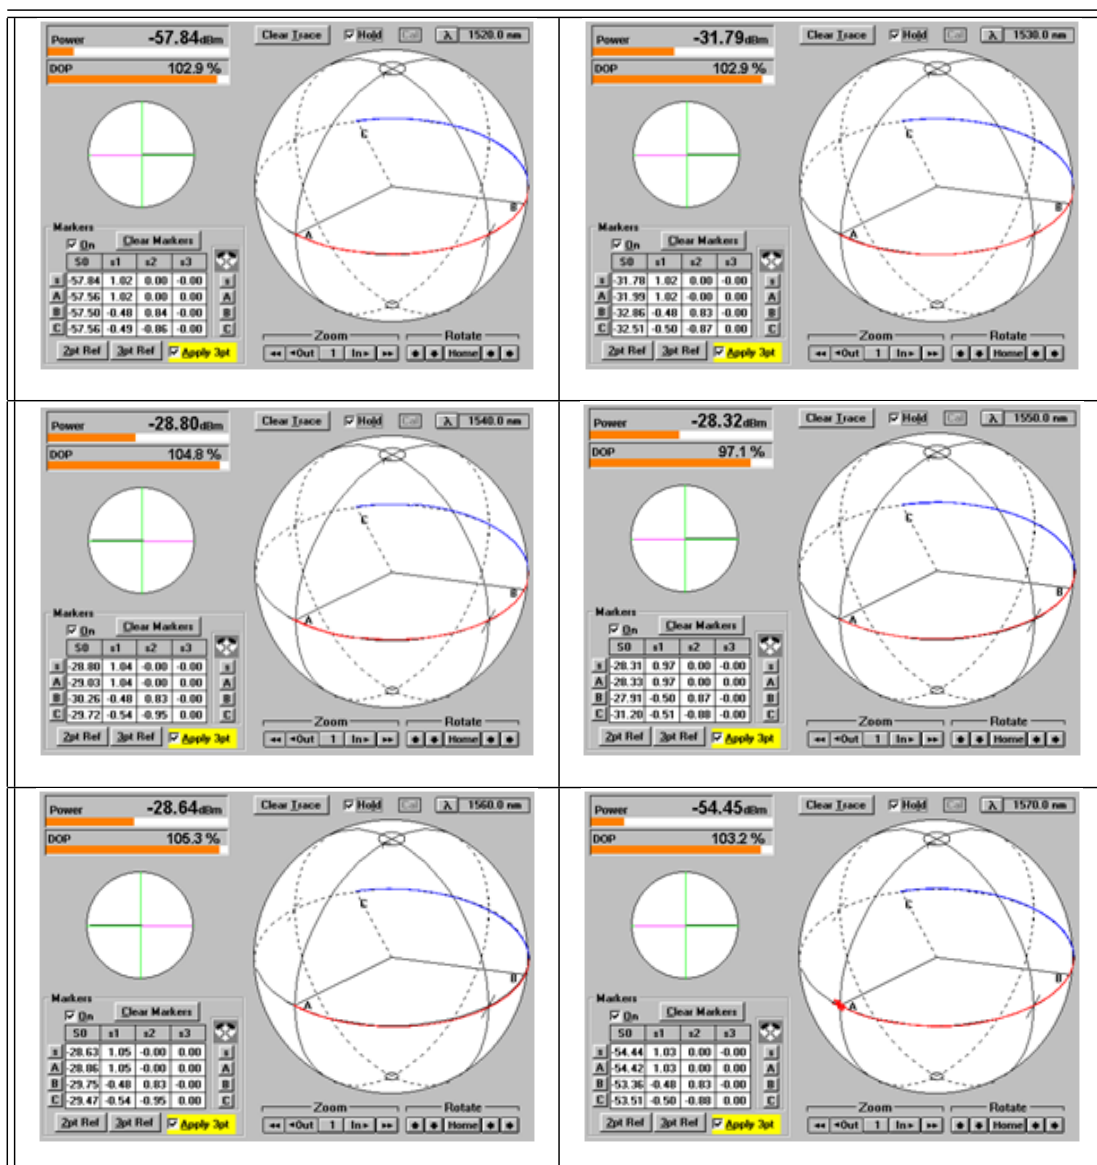 Power -57.84dBm
Clear Trace Hold Cal λ 1520.0 nm
DOP 102.9 %
C
B
A
Markers
On Clear Markers
S0 s1 s2 s3
s -57.84 1.02 0.00 -0.00 s
A -57.56 1.02 0.00 -0.00 A
B -57.50 -0.48 0.84 -0.00 B
C -57.56 -0.49 -0.86 -0.00 C
Zoom Rotate
2pt Ref 3pt Ref Apply 3pt Out 1 In Home
Power -31.79dBm
Clear Trace Hold Cal λ 1530.0 nm
DOP 102.9 %
C
B
A
Markers
On Clear Markers
S0 s1 s2 s3
s -31.78 1.02 0.00 -0.00 s
A -31.99 1.02 -0.00 0.00 A
B -32.86 -0.48 0.83 -0.00 B
C -32.51 -0.50 -0.87 0.00 C
Zoom Rotate
2pt Ref 3pt Ref Apply 3pt Out 1 In Home
Power -28.80dBm
Clear Trace Hold Cal λ 1540.0 nm
DOP 104.8 %
C
B
A
Markers
On Clear Markers
S0 s1 s2 s3
s -28.80 1.04 -0.00 -0.00 s
A -29.03 1.04 -0.00 0.00 A
B -30.26 -0.48 0.83 -0.00 B
C -29.72 -0.54 -0.95 0.00 C
Zoom Rotate
2pt Ref 3pt Ref Apply 3pt Out 1 In Home
Power -28.32dBm
Clear Trace Hold Cal λ 1550.0 nm
DOP 97.1 %
C
B
A
Markers
On Clear Markers
S0 s1 s2 s3
s -28.31 0.97 0.00 -0.00 s
A -28.33 0.97 0.00 0.00 A
B -27.91 -0.50 0.87 -0.00 B
C -31.20 -0.51 -0.88 -0.00 C
Zoom Rotate
2pt Ref 3pt Ref Apply 3pt Out 1 In Home
Power -28.64dBm
Clear Trace Hold Cal λ 1560.0 nm
DOP 105.3 %
C
B
A
Markers
On Clear Markers
S0 s1 s2 s3
s -28.63 1.05 -0.00 0.00 s
A -28.86 1.05 -0.00 0.00 A
B -29.75 -0.48 0.83 -0.00 B
C -29.47 -0.54 -0.95 0.00 C
Zoom Rotate
2pt Ref 3pt Ref Apply 3pt Out 1 In Home
Power -54.45dBm
Clear Trace Hold Cal λ 1570.0 nm
DOP 103.2 %
C
B
A
Markers
On Clear Markers
S0 s1 s2 s3
s -54.44 1.03 0.00 -0.00 s
A -54.42 1.03 0.00 -0.00 A
B -53.36 -0.48 0.83 -0.00 B
C -53.51 -0.50 -0.88 0.00 C
Zoom Rotate
2pt Ref 3pt Ref Apply 3pt Out 1 In Home